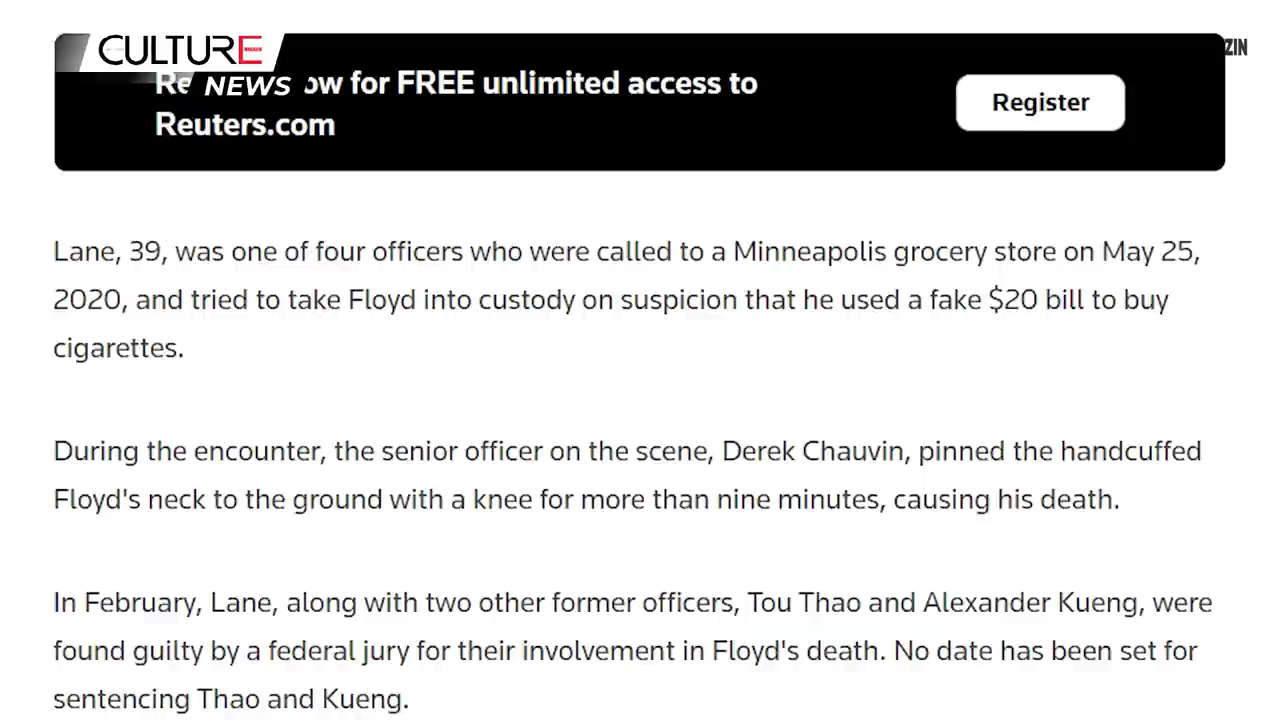 CULTURE
NEWS
ZIN
Re ow for FREE unlimited access to
Reuters.com
Register
Lane, 39, was one of four officers who were called to a Minneapolis grocery store on May 25,
2020, and tried to take Floyd into custody on suspicion that he used a fake $20 bill to buy
cigarettes.
During the encounter, the senior officer on the scene, Derek Chauvin, pinned the handcuffed
Floyd's neck to the ground with a knee for more than nine minutes, causing his death.
In February, Lane, along with two other former officers, Tou Thao and Alexander Kueng, were
found guilty by a federal jury for their involvement in Floyd's death. No date has been set for
sentencing Thao and Kueng.